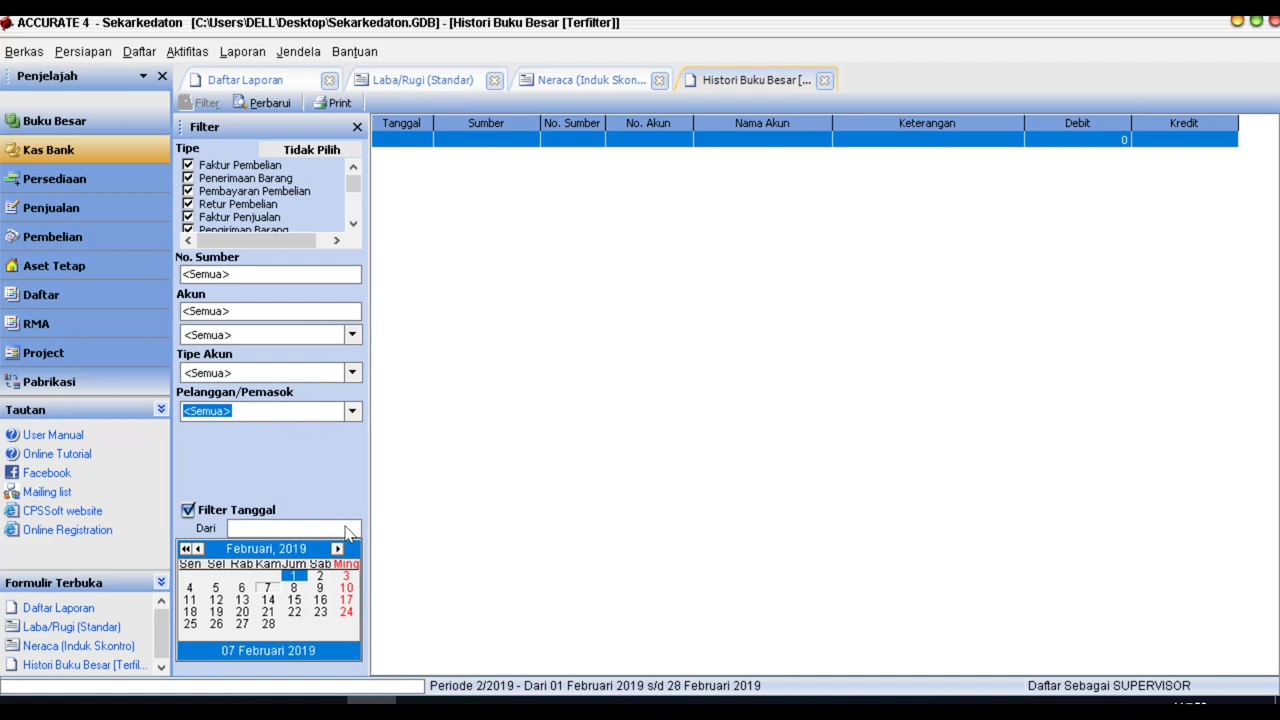 ACCURATE 4 - Sekarkedaton [C:\Users\DELL\Desktop\Sekarkedaton.GDB] - [Histori Buku Besar [Terfilter]]
Berkas Persiapan Daftar Aktifitas Laporan Jendela Bantuan
Penjelajah
Daftar Laporan
Laba/Rugi (Standar)
Neraca (Induk Skon...
Histori Buku Besar [...
Filter Perbarui Print
Buku Besar
Kas Bank
Persediaan
Penjualan
Pembelian
Aset Tetap
Daftar
RMA
Project
Pabrikasi
Tautan
User Manual
Online Tutorial
Facebook
Mailing list
CPSSoft website
Online Registration
Formulir Terbuka
Daftar Laporan
Laba/Rugi (Standar)
Neraca (Induk Skontro)
Histori Buku Besar [Terfil...
Filter
Tipe Tidak Pilih
Faktur Pembelian
Penerimaan Barang
Pembayaran Pembelian
Retur Pembelian
Faktur Penjualan
Pengiriman Barang
No. Sumber
<Semua>
Akun
<Semua>
<Semua>
Tipe Akun
<Semua>
Pelanggan/Pemasok
<Semua>
Filter Tanggal
Dari
Februari, 2019
Sen Sel Rab Kam Jum Sab Ming
1 2 3
4 5 6 7 8 9 10
11 12 13 14 15 16 17
18 19 20 21 22 23 24
25 26 27 28
07 Februari 2019
Tanggal Sumber No. Sumber No. Akun Nama Akun Keterangan Debit Kredit
0
Periode 2/2019 - Dari 01 Februari 2019 s/d 28 Februari 2019
Daftar Sebagai SUPERVISOR